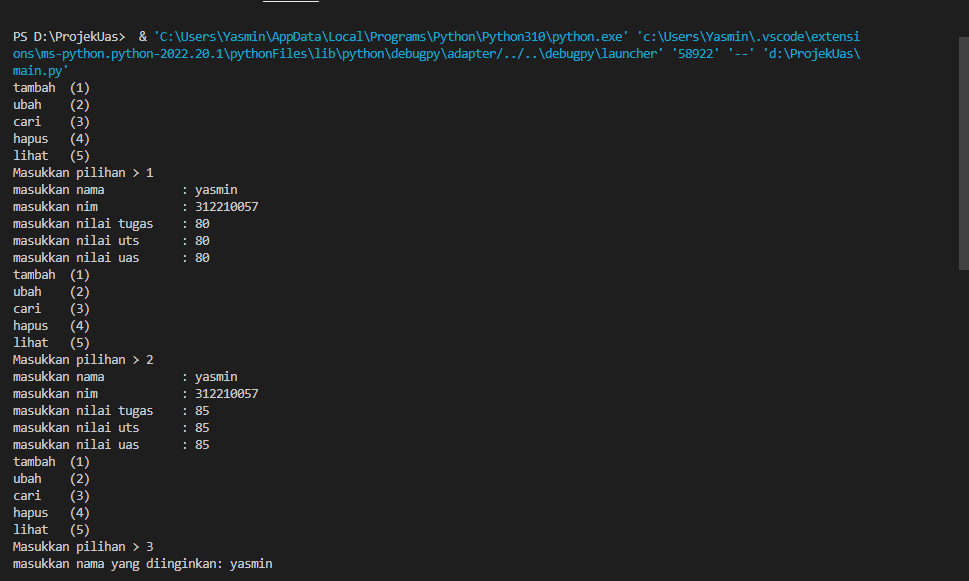 PS D:\ProjekUas>  & 'C:\Users\Yasmin\AppData\Local\Programs\Python\Python310\python.exe' 'c:\Users\Yasmin\.vscode\extensi
ons\ms-python.python-2022.20.1\pythonFiles\lib\python\debugpy\adapter/../..\debugpy\launcher' '58922' '--' 'd:\ProjekUas\
main.py'
tambah  (1)
ubah    (2)
cari    (3)
hapus   (4)
lihat   (5)
Masukkan pilihan > 1
masukkan nama           : yasmin
masukkan nim            : 312210057
masukkan nilai tugas    : 80
masukkan nilai uts      : 80
masukkan nilai uas      : 80
tambah  (1)
ubah    (2)
cari    (3)
hapus   (4)
lihat   (5)
Masukkan pilihan > 2
masukkan nama           : yasmin
masukkan nim            : 312210057
masukkan nilai tugas    : 85
masukkan nilai uts      : 85
masukkan nilai uas      : 85
tambah  (1)
ubah    (2)
cari    (3)
hapus   (4)
lihat   (5)
Masukkan pilihan > 3
masukkan nama yang diinginkan: yasmin